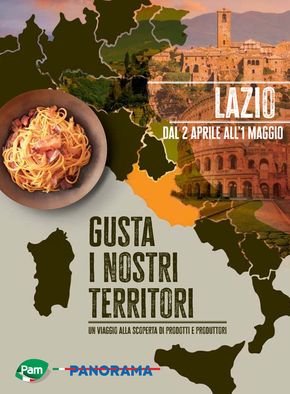 LAZIO
DAL 2 APRILE ALL'1 MAGGIO
GUSTA
I NOSTRI
TERRITORI
UN VIAGGIO ALLA SCOPERTA DI PRODOTTI E PRODUTTORI
Pam PANORAMA